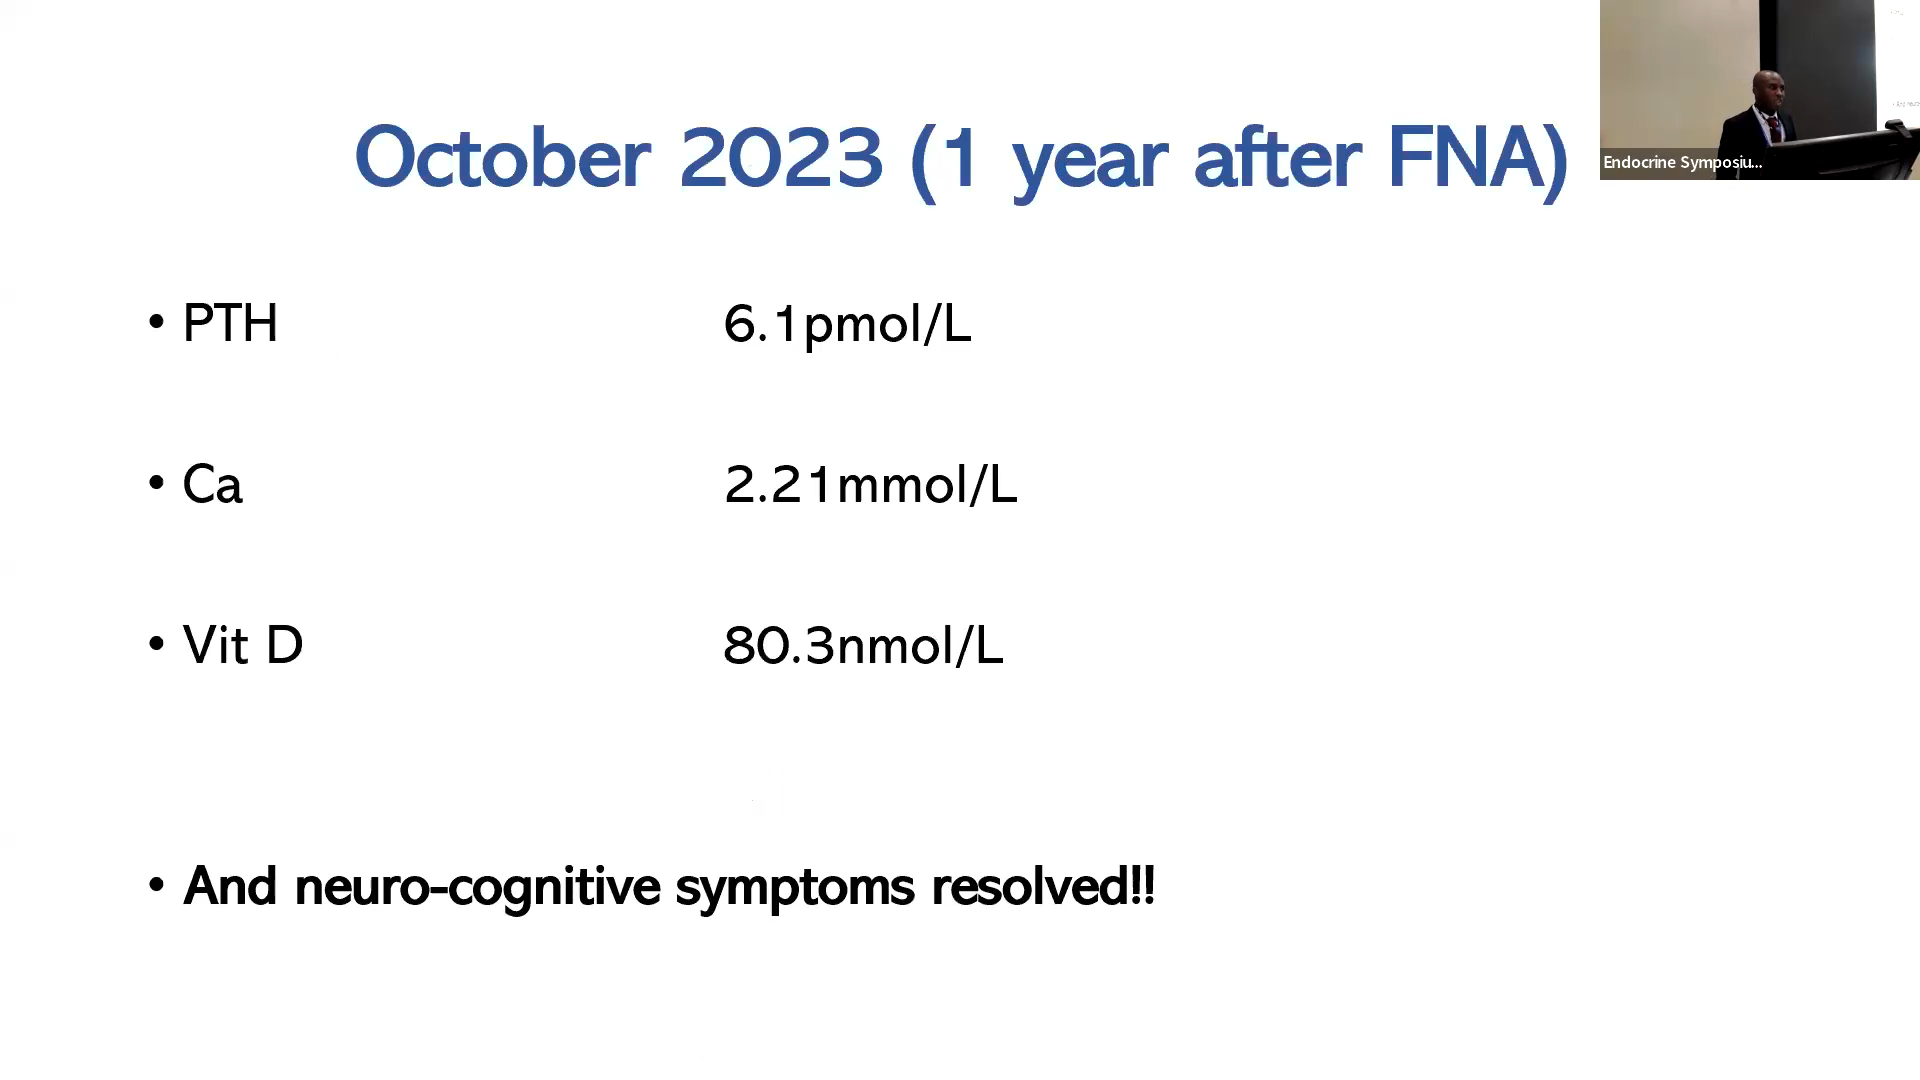 October 2023 (1 year after FNA)
Endocrine Symposiu...
• PTH 6.1pmol/L
• Ca 2.21mmol/L
• Vit D 80.3nmol/L
• And neuro-cognitive symptoms resolved!!